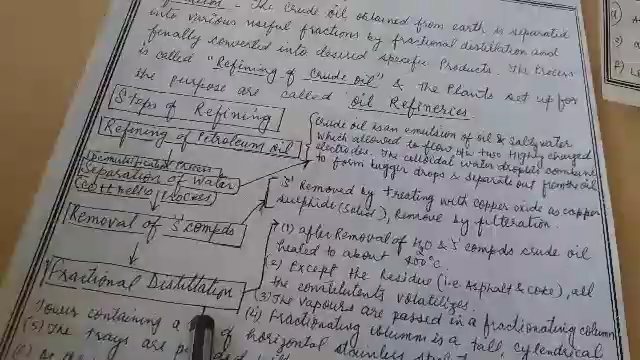 The crude oil obtained from earth is separated
into various useful fractions by fractional distillation and
finally converted into desired specific Products. The Process
is called "Refining of Crude Oil" & The Plants set up for
the purpose are called Oil Refineries.
Steps of Refining
Refining of Petroleum oil
Process
Separation of Water
Removal of 'S' compds
Fractional Distillation
Crude oil is an emulsion of oil & salty water
which allowed to flow b/w two Highly charged
electrodes. The colloidal water droplets combine
to form bigger drops & separate out from the oil
'S' Removed by treating with copper oxide as copper
sulphide (solid), Remove by filteration.
(1) after Removal of H2O & 'S' compds crude oil
heated to about 400°C.
(2) Except the Residue (i.e Asphalt & coke), all
the constitutents volatilizes.
(3) The vapours are passed in a fractionating column
(4) Fractionating column is a tall, cylindrical
Tower containing a of horizontal stainless
(5) The trays are